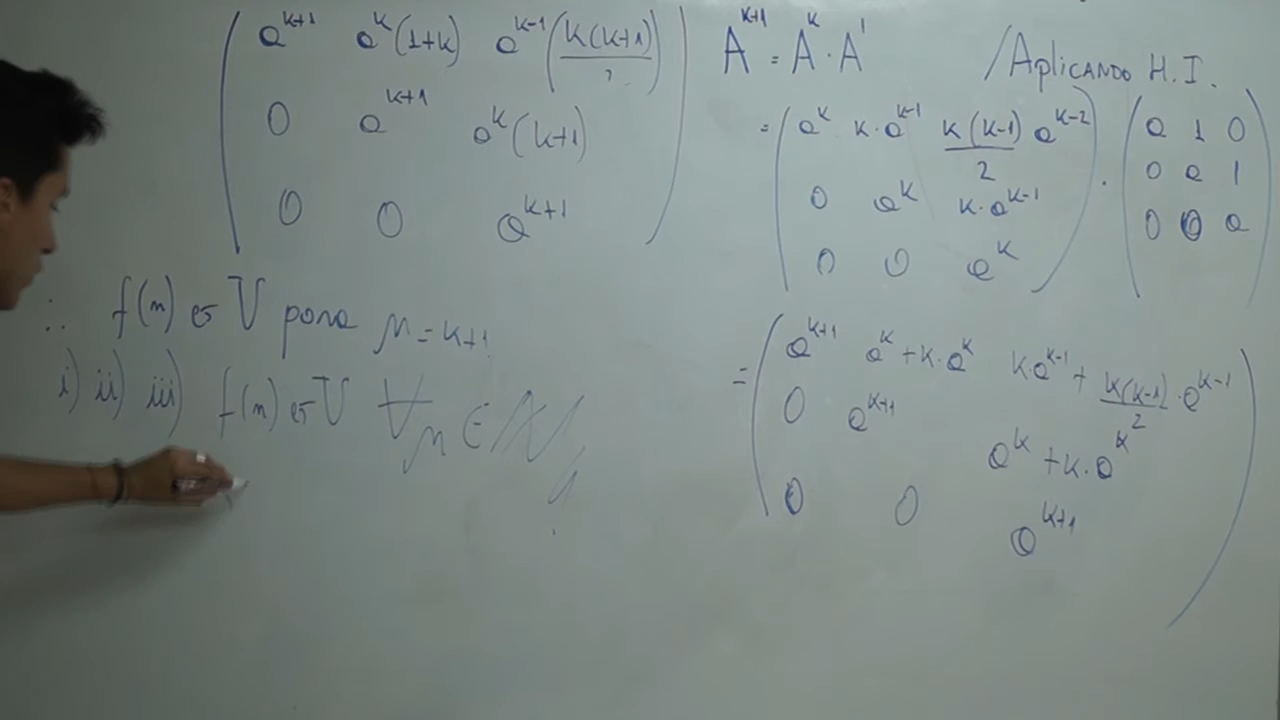 a^{k+1} a^k(1+k) a^{k-1}(k(k+1)/2)
0 a^{k+1} a^k(k+1)
0 0 a^{k+1}
∴ f(n) es V para n=k+1
i) ii) iii) f(n) es V ∀n∈ℕ
A^{k+1} = A^k · A^1 /Aplicando H.I.
= (a^k k·a^{k-1} k(k-1)/2 a^{k-2}) · (a 1 0)
0 a^k k·a^{k-1} 0 a 1
0 0 a^k 0 0 a
= (a^{k+1} a^k+k·a^k ka^{k-1}+k(k-1)/2·a^{k-1})
0 a^{k+1} a^k+k·a^k
0 0 a^{k+1}